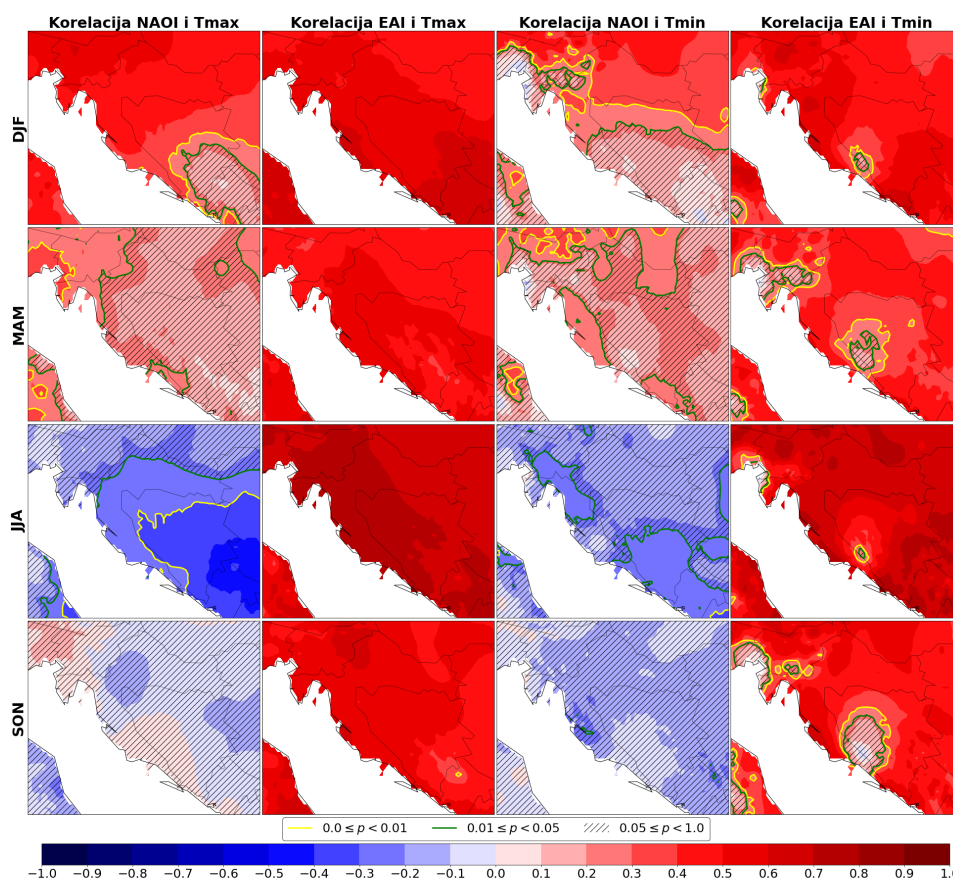 Korelacija NAOI i Tmax Korelacija EAI i Tmax Korelacija NAOI i Tmin Korelacija EAI i Tmin
DJF
MAM
JJA
SON
0.0 ≤ p < 0.01 0.01 ≤ p < 0.05 0.05 ≤ p < 1.0
−1.0 −0.9 −0.8 −0.7 −0.6 −0.5 −0.4 −0.3 −0.2 −0.1 0.0 0.1 0.2 0.3 0.4 0.5 0.6 0.7 0.8 0.9 1.